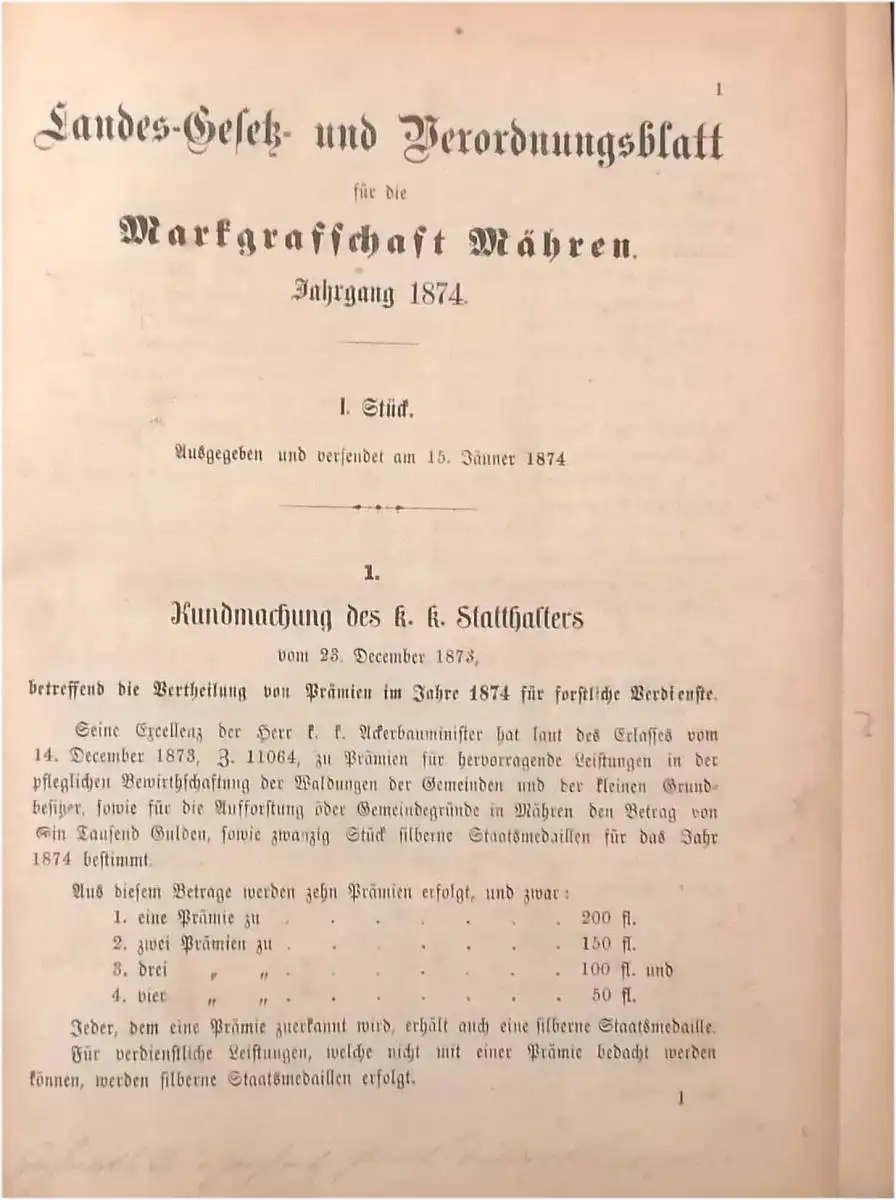 1
Landes-Gesetz- und Verordnungsblatt
für die
Markgrafschaft Mähren.
Jahrgang 1874.
I. Stück.
Ausgegeben und versendet am 15. Jänner 1874
1.
Kundmachung des k. k. Statthalters
vom 23. December 1873,
betreffend die Vertheilung von Prämien im Jahre 1874 für forstliche Verdienste.
Seine Excellenz der Herr k. k. Ackerbauminister hat laut des Erlasses vom
14. December 1873, Z. 11064, zu Prämien für hervorragende Leistungen in der
pfleglichen Bewirthschaftung der Waldungen der Gemeinden und der kleinen Grund-
besitzer, sowie für die Aufforstung öder Gemeindegründe in Mähren den Betrag von
Ein Tausend Gulden, sowie zwanzig Stück silberne Staatsmedaillen für das Jahr
1874 bestimmt.
Aus diesem Betrage werden zehn Prämien erfolgt, und zwar:
1. eine Prämie zu . . . . . . . 200 fl.
2. zwei Prämien zu . . . . . . . 150 fl.
3. drei „ „ . . . . . . . 100 fl. und
4. vier „ „ . . . . . . . 50 fl.
Jeder, dem eine Prämie zuerkannt wird, erhält auch eine silberne Staatsmedaille.
Für verdienstliche Leistungen, welche nicht mit einer Prämie bedacht werden
können, werden silberne Staatsmedaillen erfolgt.
1